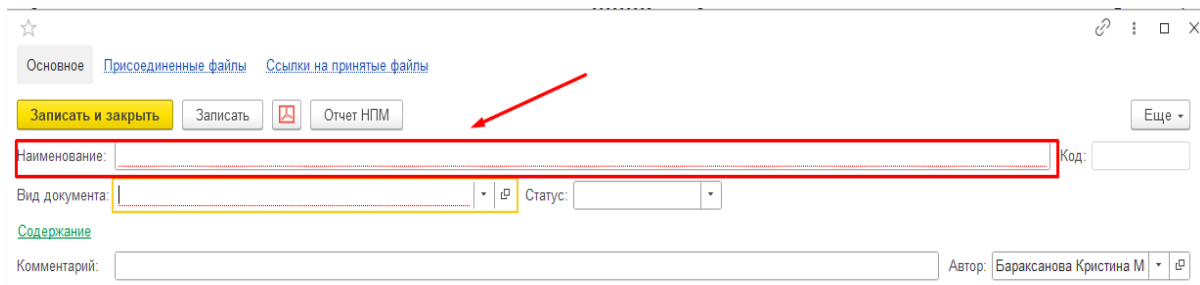 Основное Присоединенные файлы Ссылки на принятые файлы
Записать и закрыть Записать Отчет НПМ Еще
Наименование: Код:
Вид документа: Статус:
Содержание
Комментарий: Автор: Бараксанова Кристина М